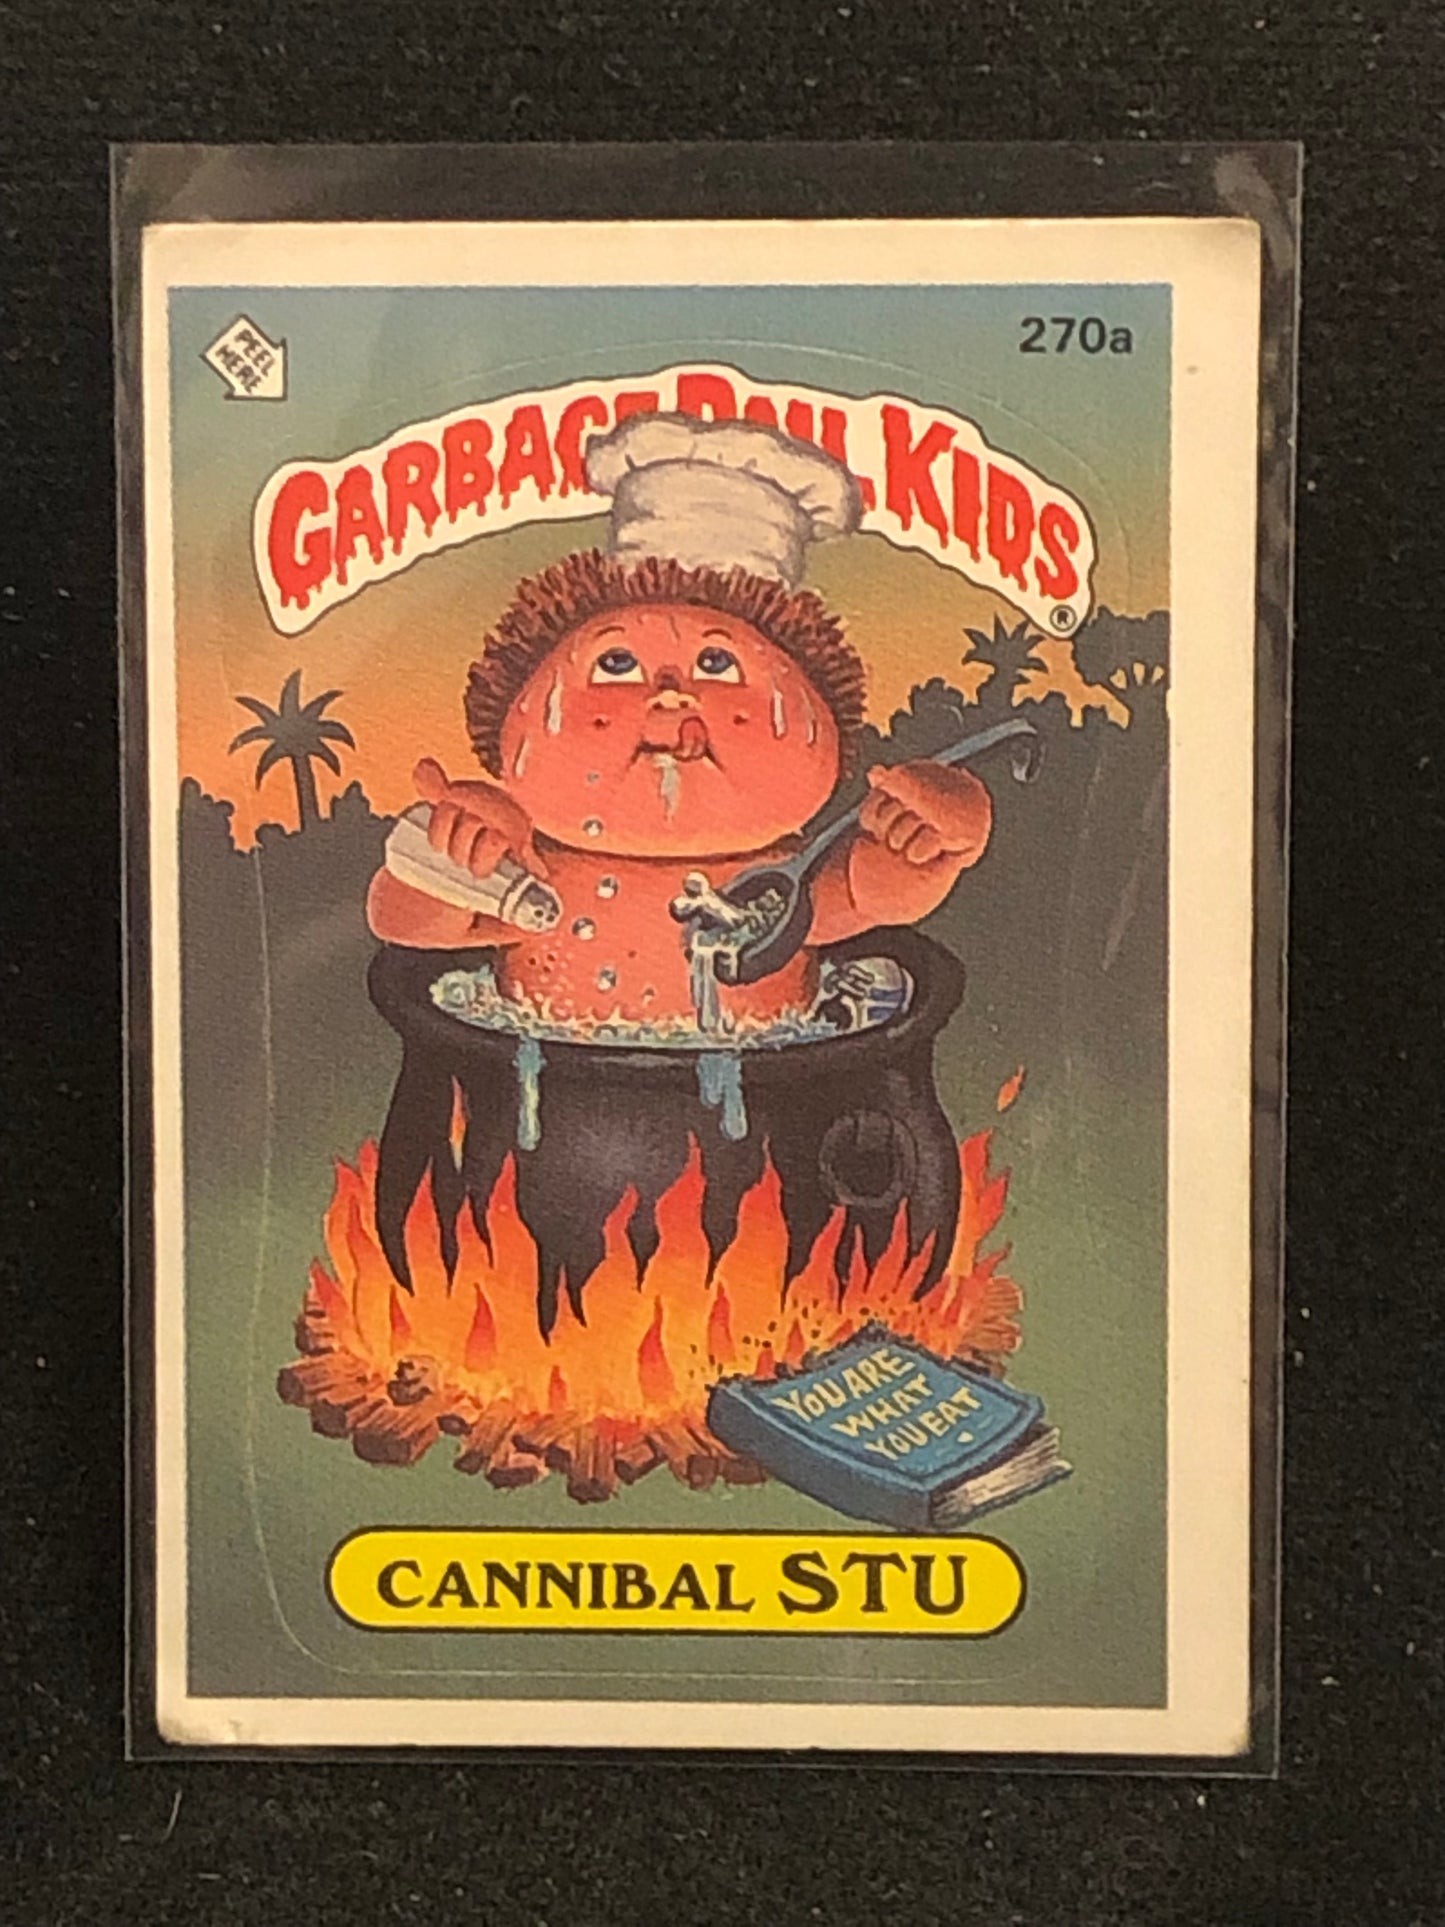 PEEL
HERE
270a
GARBAGE PAIL KIDS
®
YOU ARE
WHAT
YOU EAT
CANNIBAL STU